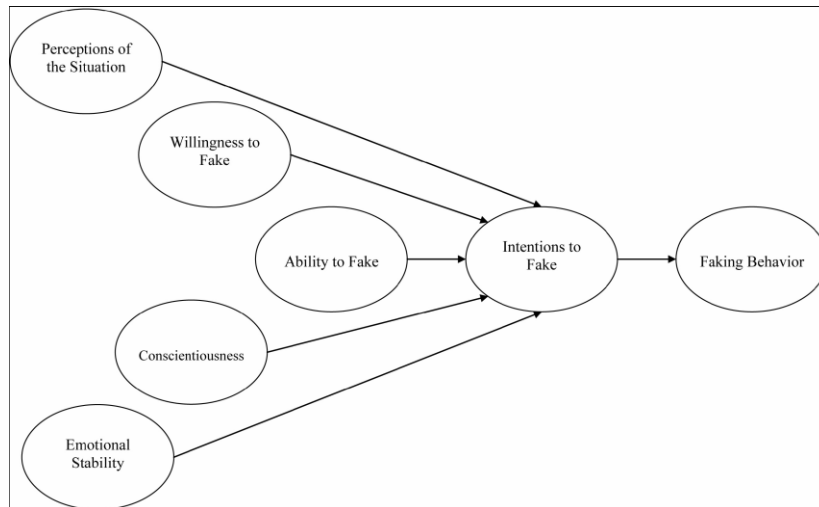 Perceptions of
the Situation
Willingness to
Fake
Ability to Fake
Intentions to
Fake
Faking Behavior
Conscientiousness
Emotional
Stability